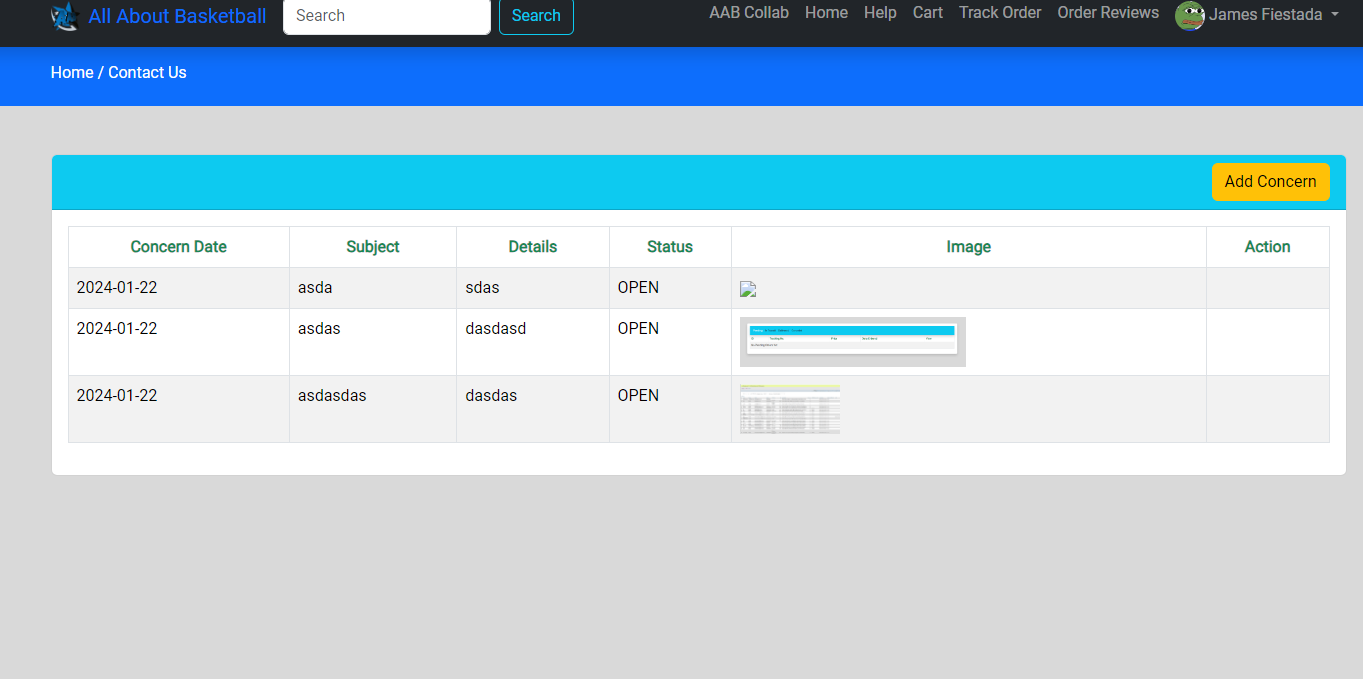 All About Basketball Search Search AAB Collab Home Help Cart Track Order Order Reviews James Fiestada
Home / Contact Us
Add Concern
Concern Date Subject Details Status Image Action
2024-01-22 asda sdas OPEN
2024-01-22 asdas dasdasd OPEN
2024-01-22 asdasdas dasdas OPEN